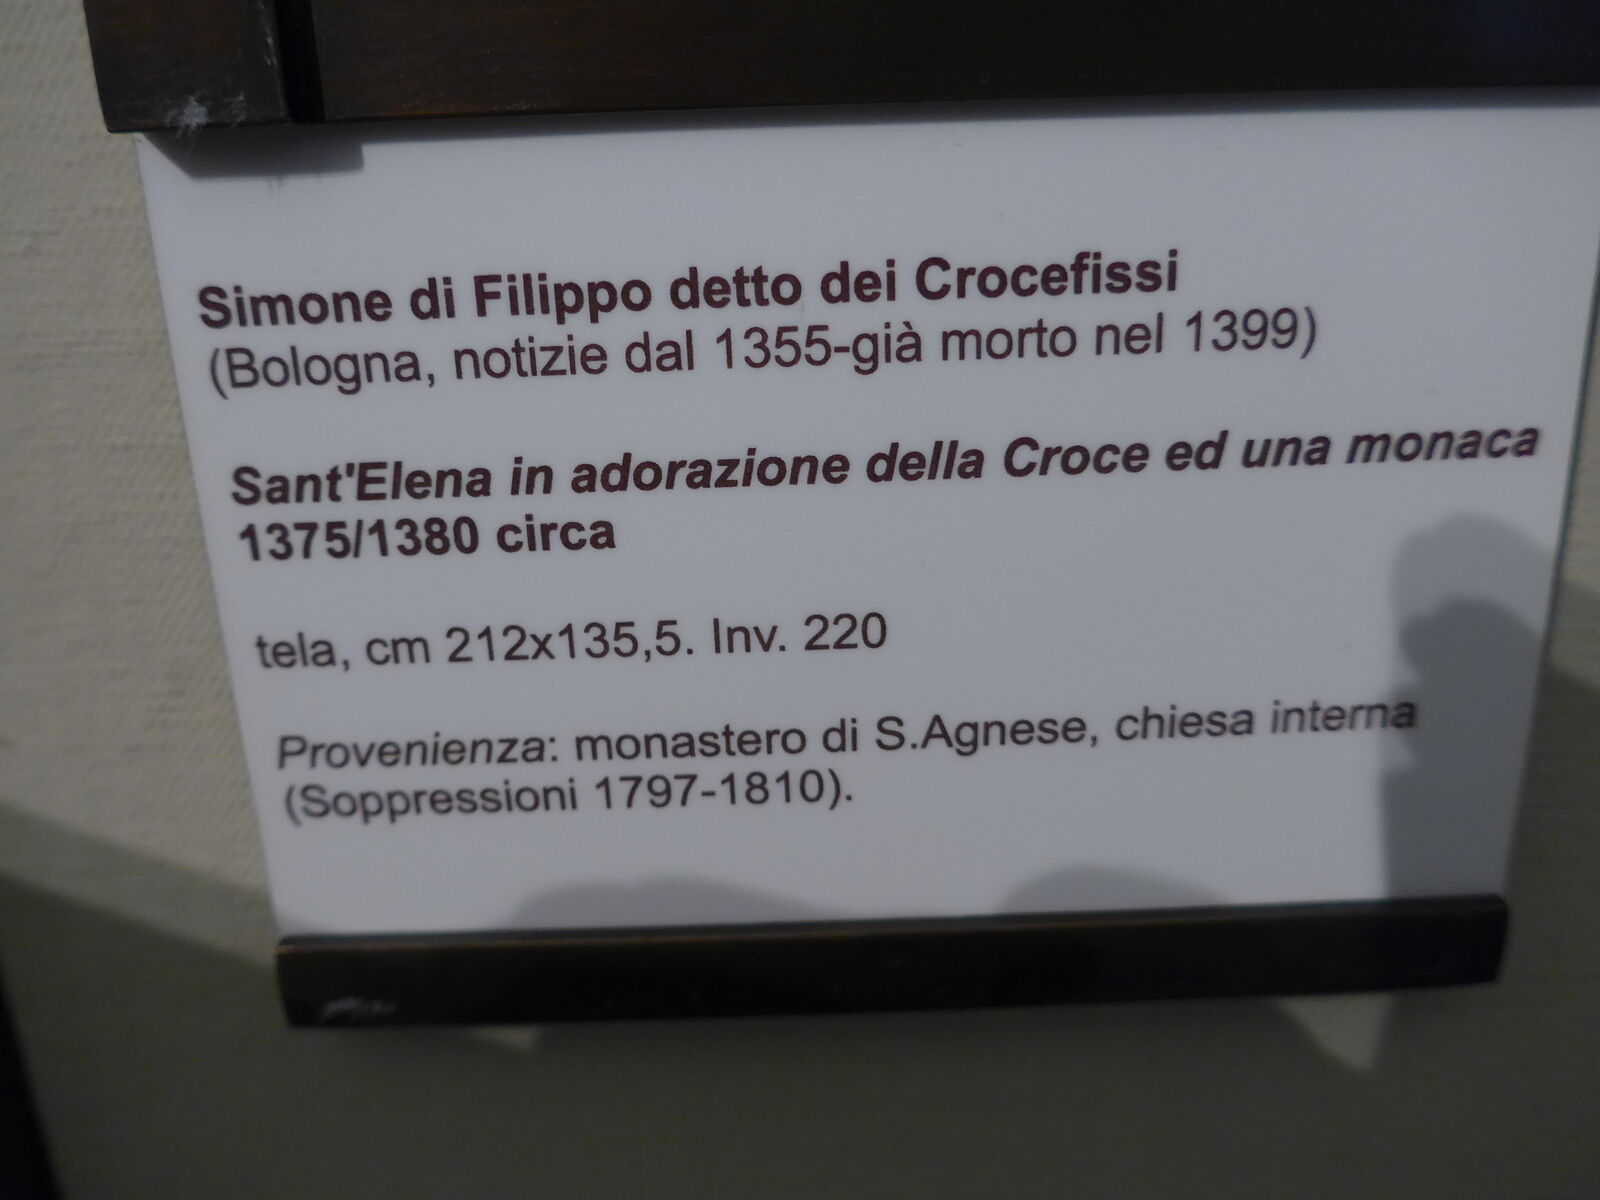 Simone di Filippo detto dei Crocefissi
(Bologna, notizie dal 1355-già morto nel 1399)
Sant'Elena in adorazione della Croce ed una monaca
1375/1380 circa
tela, cm 212x135,5. Inv. 220
Provenienza: monastero di S.Agnese, chiesa interna
(Soppressioni 1797-1810).